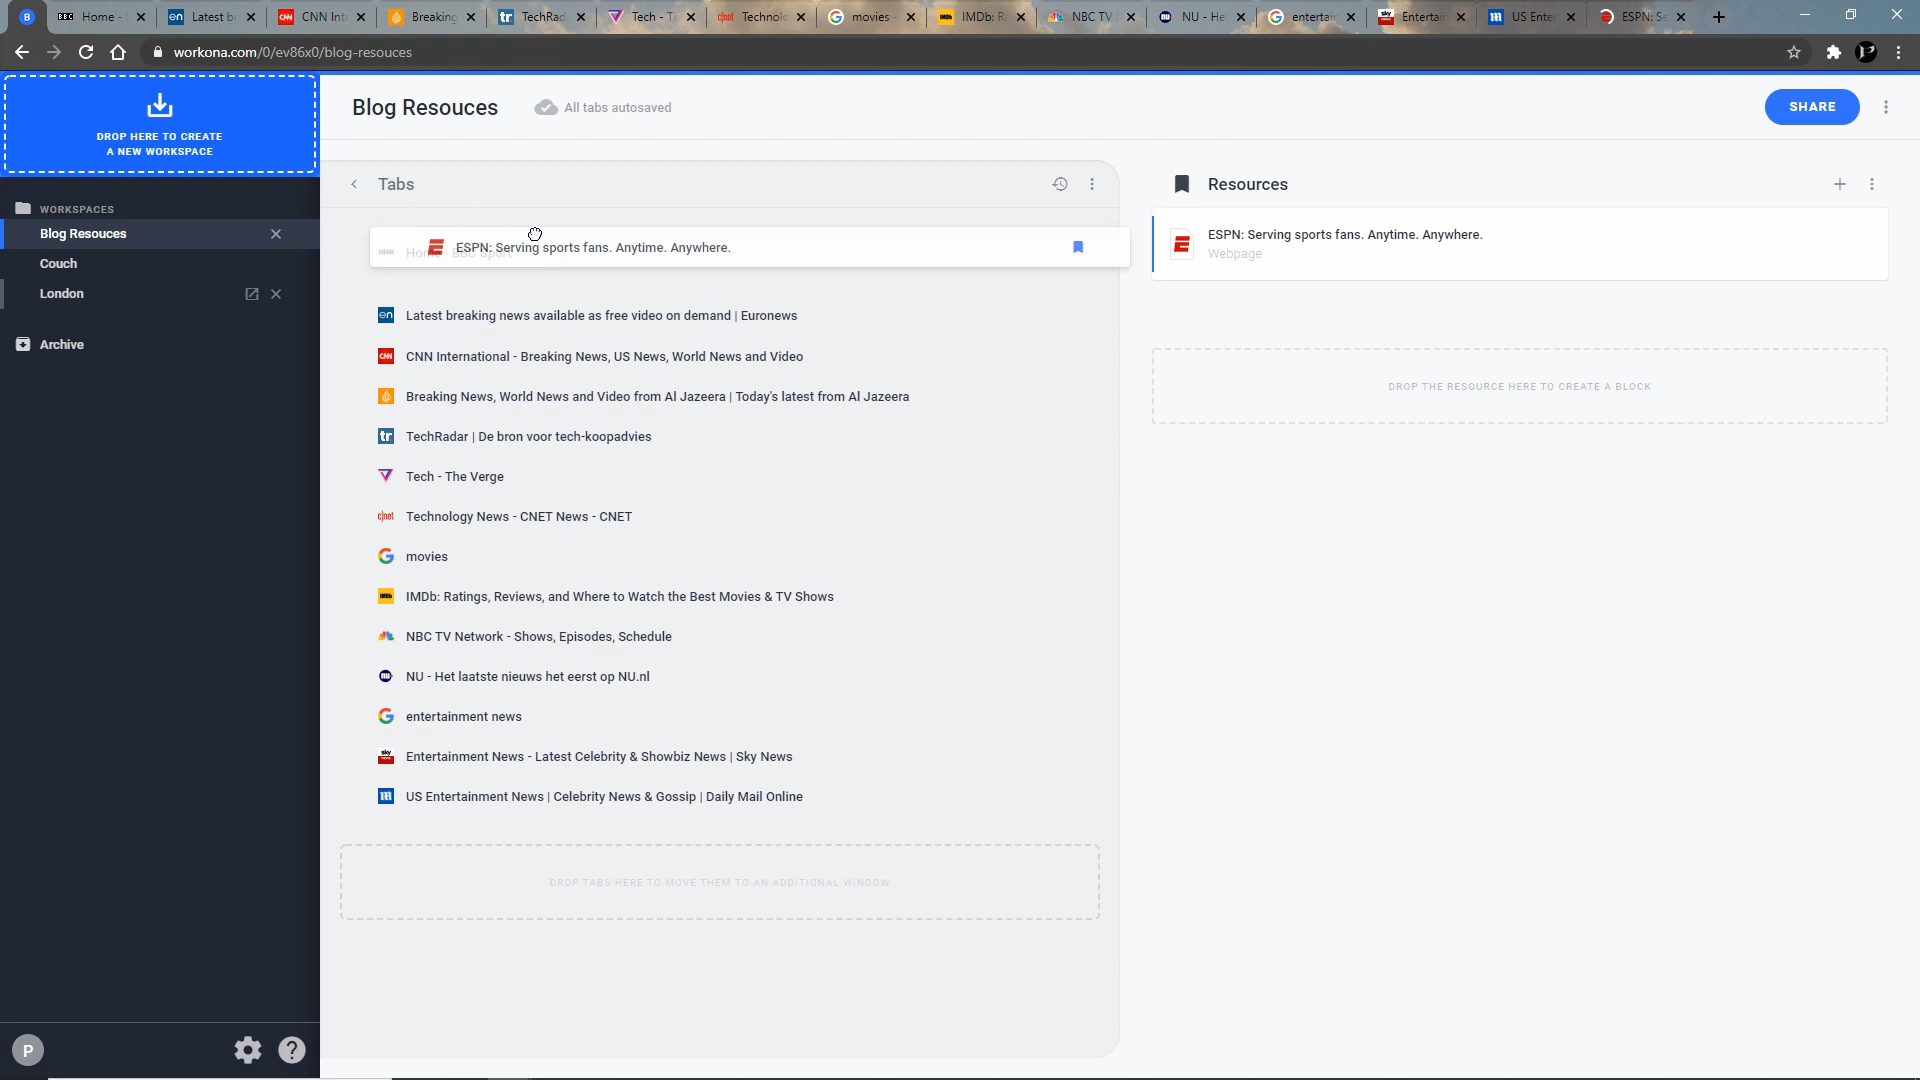 Home -
Latest b
CNN Int
Breaking
TechRad
Tech - T
Technolo
movies -
IMDb: R
NBC TV
NU - He
entertai
Entertai
US Enter
ESPN: Se
workona.com/0/ev86x0/blog-resouces
DROP HERE TO CREATE
A NEW WORKSPACE
Blog Resouces
All tabs autosaved
SHARE
WORKSPACES
Blog Resouces
Couch
London
Archive
P
Tabs
ESPN: Serving sports fans. Anytime. Anywhere.
Home - BBC Sport
Latest breaking news available as free video on demand | Euronews
CNN International - Breaking News, US News, World News and Video
Breaking News, World News and Video from Al Jazeera | Today's latest from Al Jazeera
TechRadar | De bron voor tech-koopadvies
Tech - The Verge
Technology News - CNET News - CNET
movies
IMDb: Ratings, Reviews, and Where to Watch the Best Movies & TV Shows
NBC TV Network - Shows, Episodes, Schedule
NU - Het laatste nieuws het eerst op NU.nl
entertainment news
Entertainment News - Latest Celebrity & Showbiz News | Sky News
US Entertainment News | Celebrity News & Gossip | Daily Mail Online
DROP TABS HERE TO MOVE THEM TO AN ADDITIONAL WINDOW
Resources
ESPN: Serving sports fans. Anytime. Anywhere.
Webpage
DROP THE RESOURCE HERE TO CREATE A BLOCK